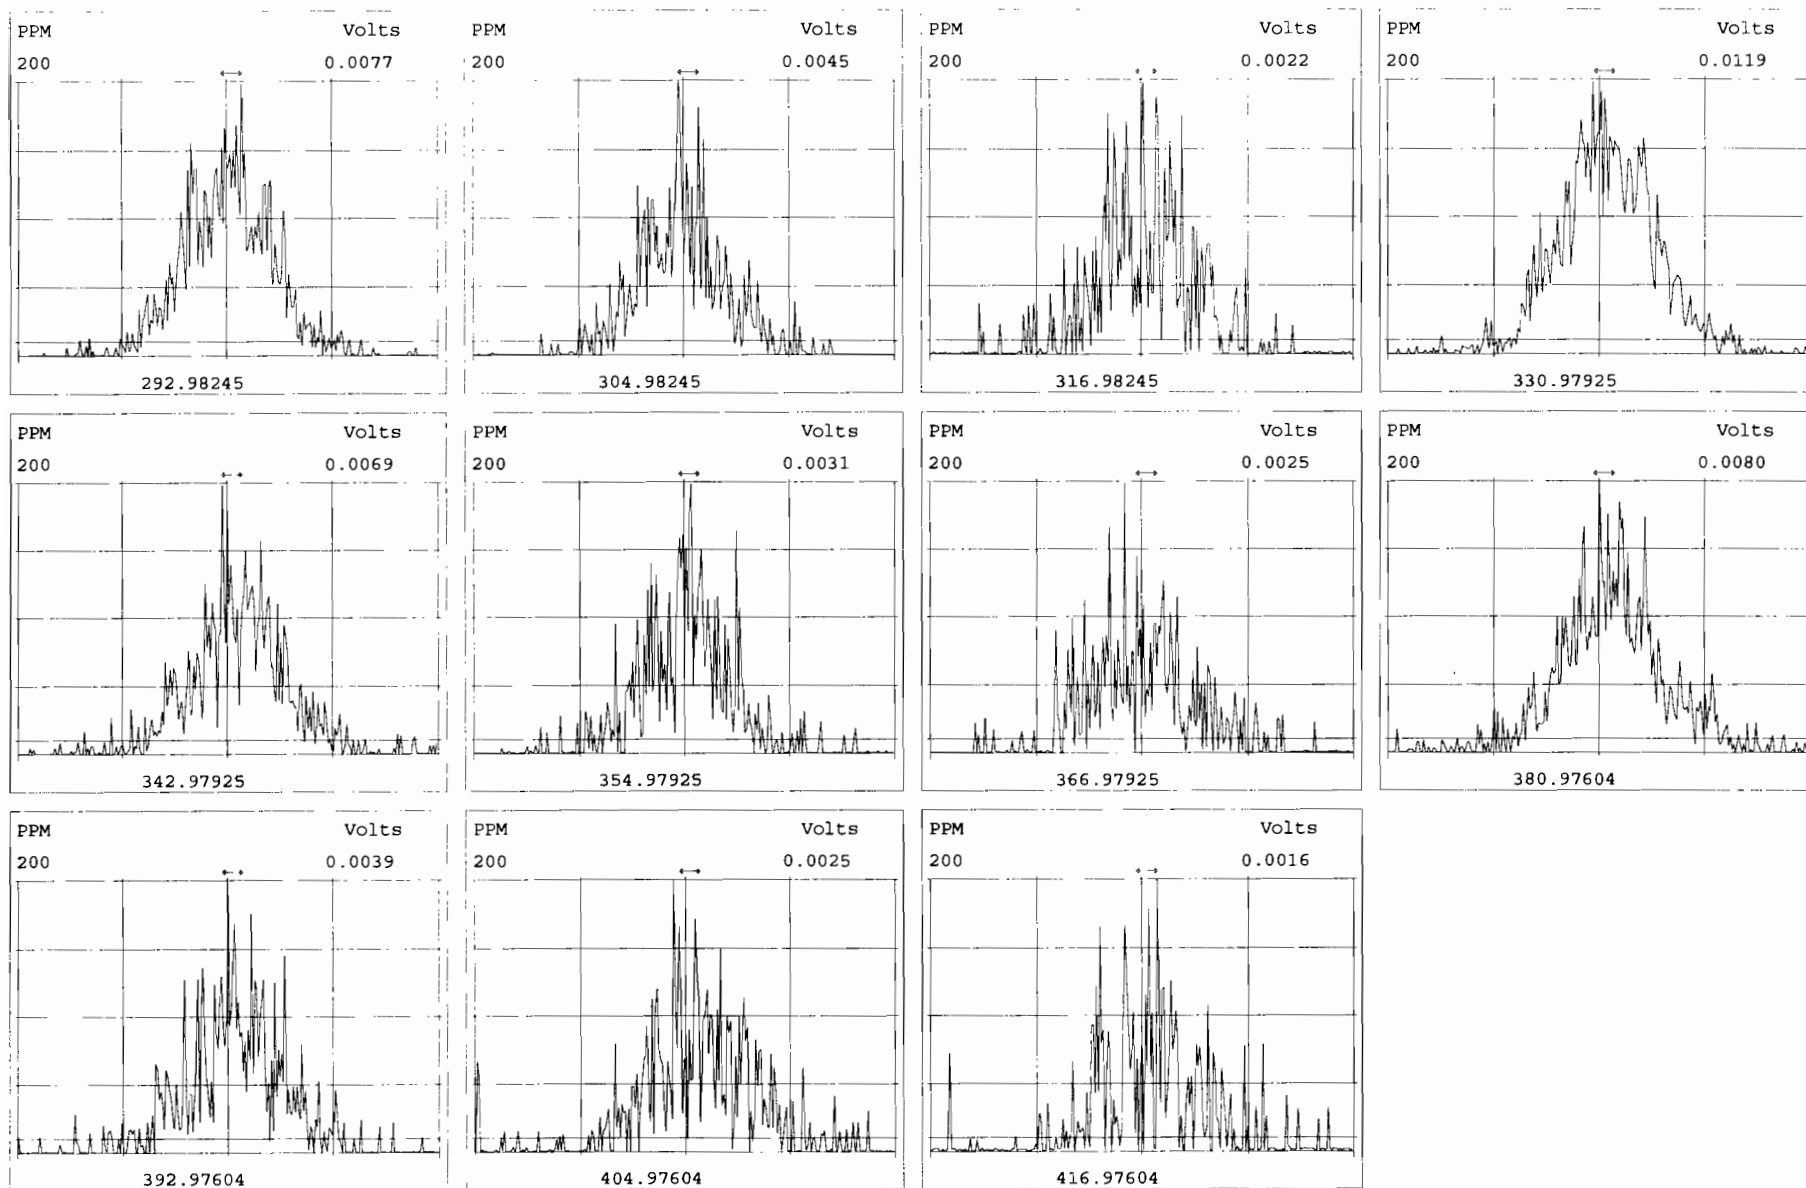 PPM Volts
200 0.0077
292.98245
PPM Volts
200 0.0045
304.98245
PPM Volts
200 0.0022
316.98245
PPM Volts
200 0.0119
330.97925
PPM Volts
200 0.0069
342.97925
PPM Volts
200 0.0031
354.97925
PPM Volts
200 0.0025
366.97925
PPM Volts
200 0.0080
380.97604
PPM Volts
200 0.0039
392.97604
PPM Volts
200 0.0025
404.97604
PPM Volts
200 0.0016
416.97604